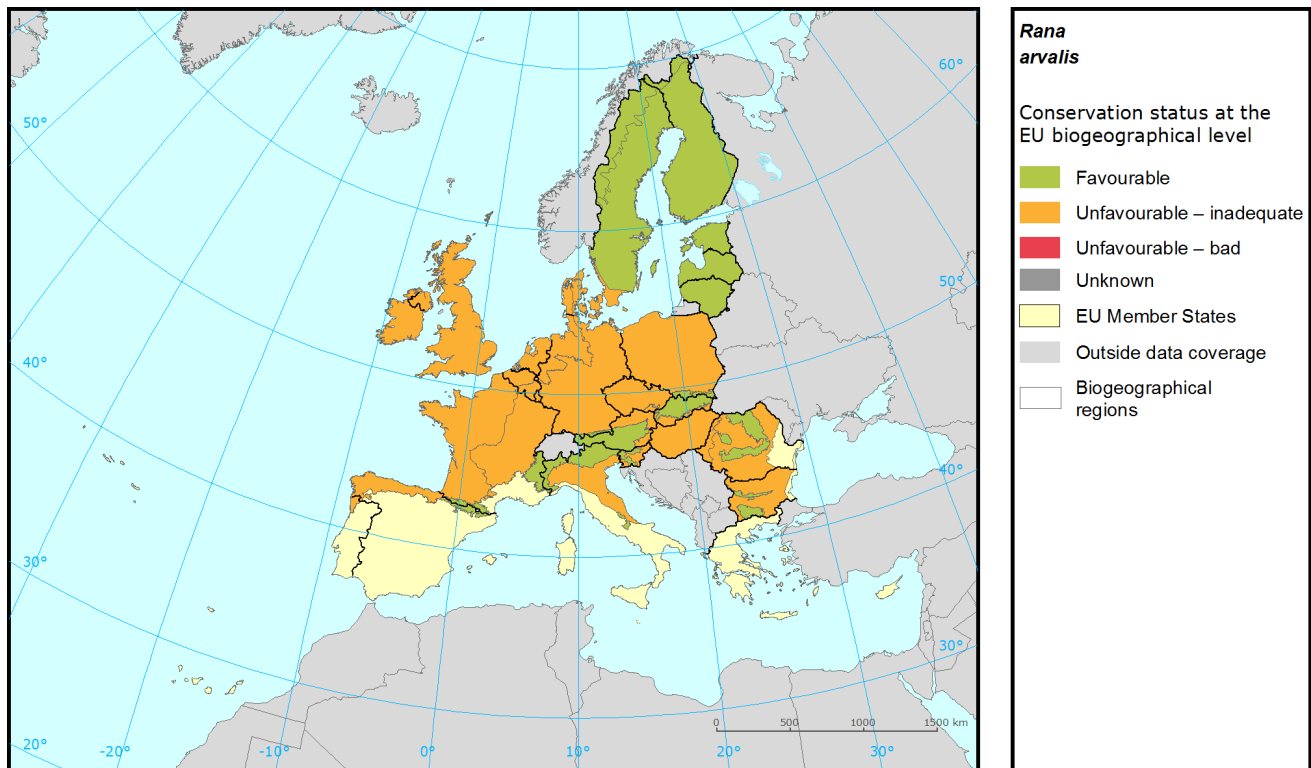 Rana
arvalis
Conservation status at the
EU biogeographical level
Favourable
Unfavourable – inadequate
Unfavourable – bad
Unknown
EU Member States
Outside data coverage
Biogeographical
regions
60°
50°
50°
40°
40°
30°
30°
0 500 1000 1500 km
20° -20° -10° 0° 10° 20° 30°